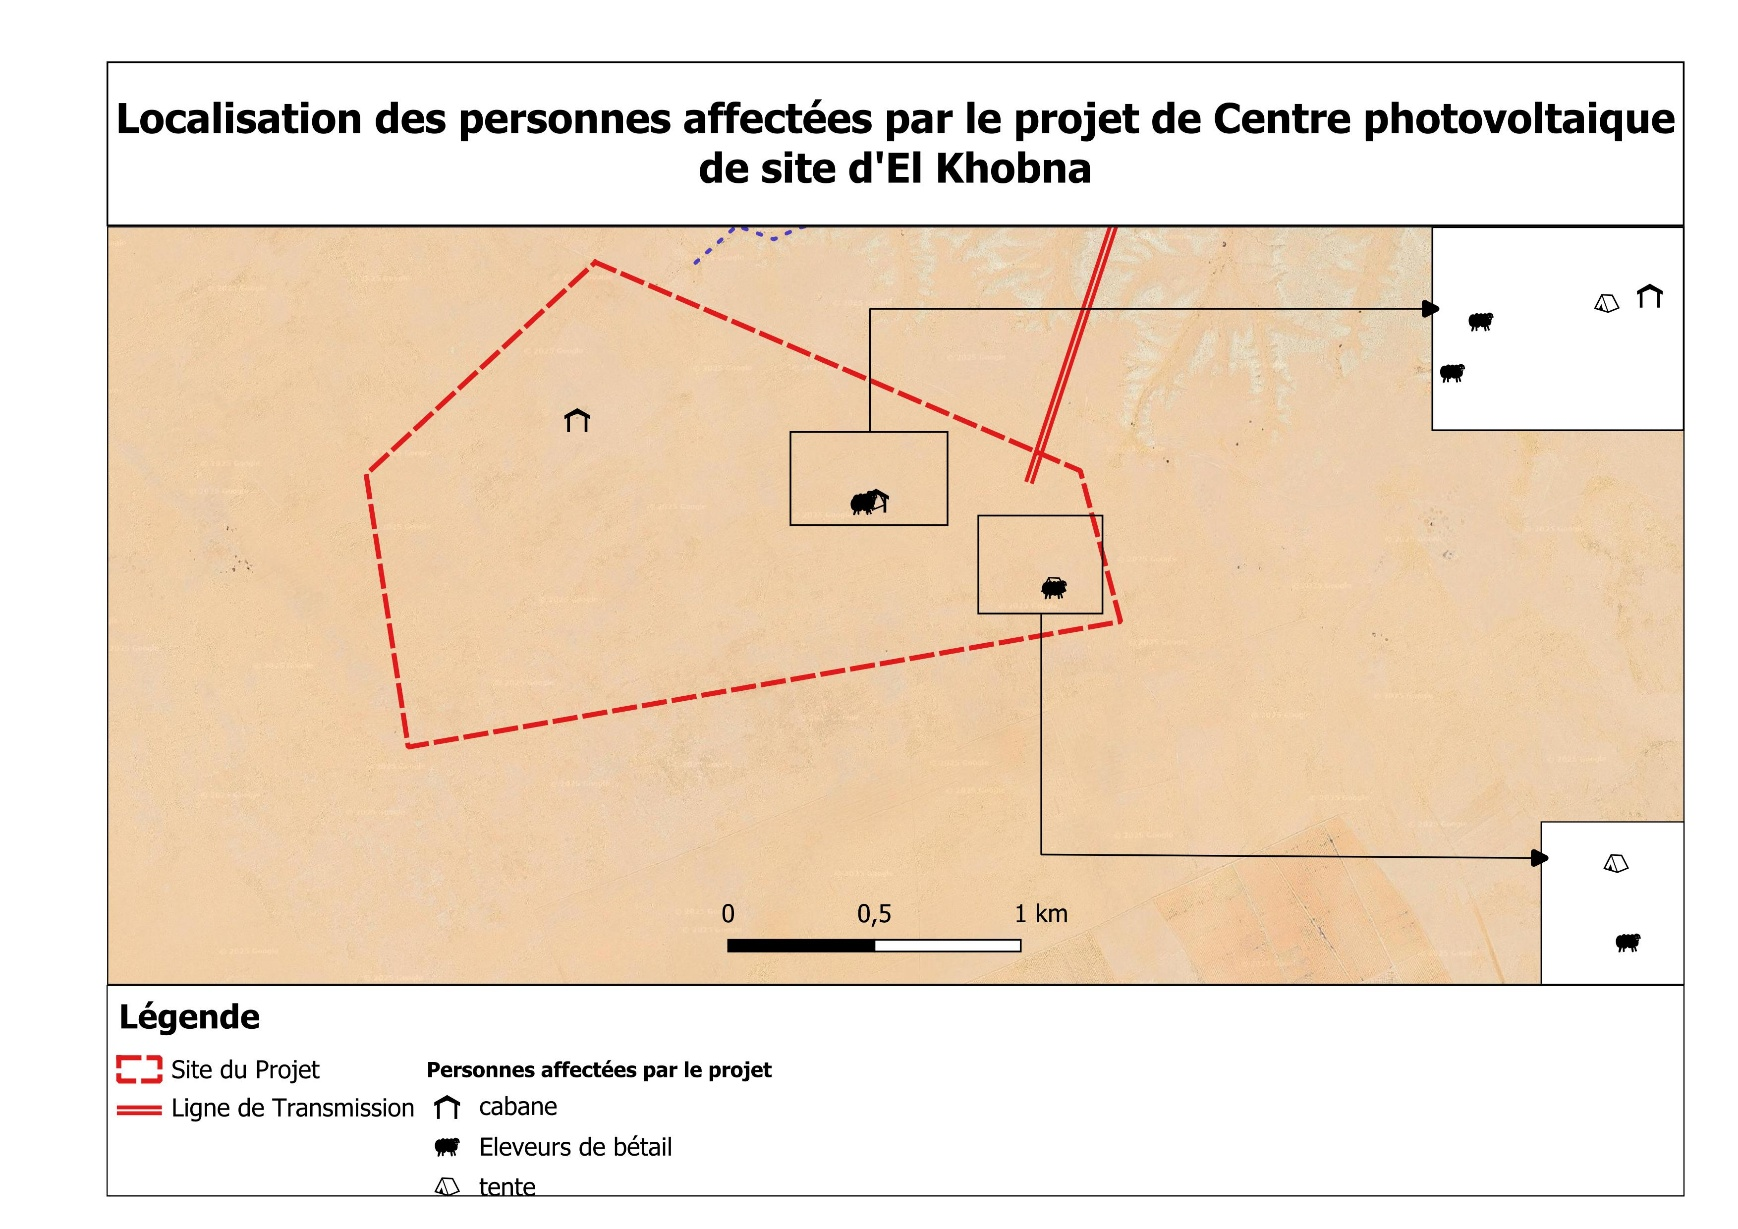 Localisation des personnes affectées par le projet de Centre photovoltaique
de site d'El Khobna
0 0,5 1 km
Légende
Site du Projet
Ligne de Transmission
Personnes affectées par le projet
cabane
Eleveurs de bétail
tente